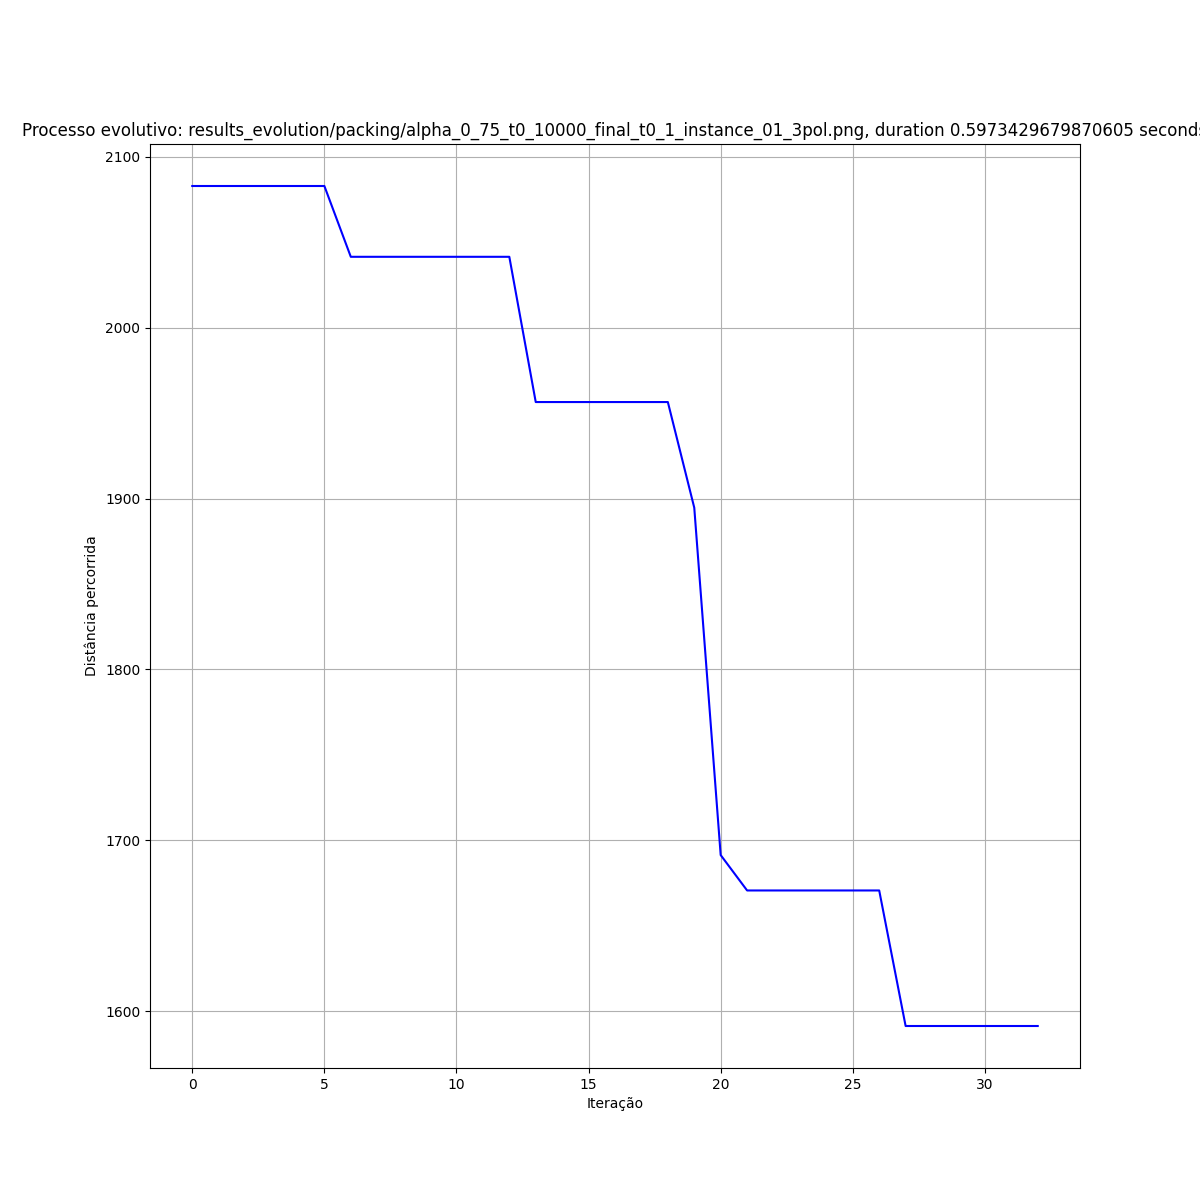 Processo evolutivo: results_evolution/packing/alpha_0_75_t0_10000_final_t0_1_instance_01_3pol.png, duration 0.5973429679870605 seconds
2100
2000
1900
1800
1700
1600
Distância percorrida
0 5 10 15 20 25 30
Iteração